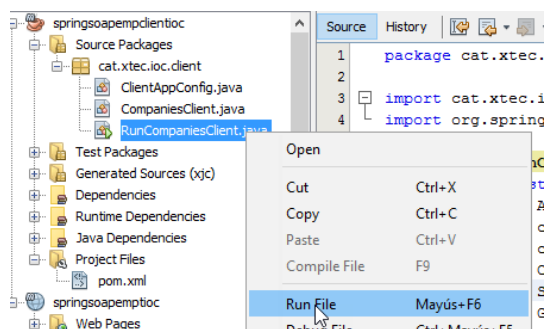 springsoapempclientioc
Source Packages
cat.xtec.ioc.client
ClientAppConfig.java
CompaniesClient.java
RunCompaniesClient.java
Test Packages
Generated Sources (xjc)
Dependencies
Runtime Dependencies
Java Dependencies
Project Files
pom.xml
springsoapemptioc
Web Pages
Source History
1 package cat.xtec.
2
3 import cat.xtec.i
4 import org.spring
Open
Cut Ctrl+X
Copy Ctrl+C
Paste Ctrl+V
Compile File F9
Run File Mayús+F6